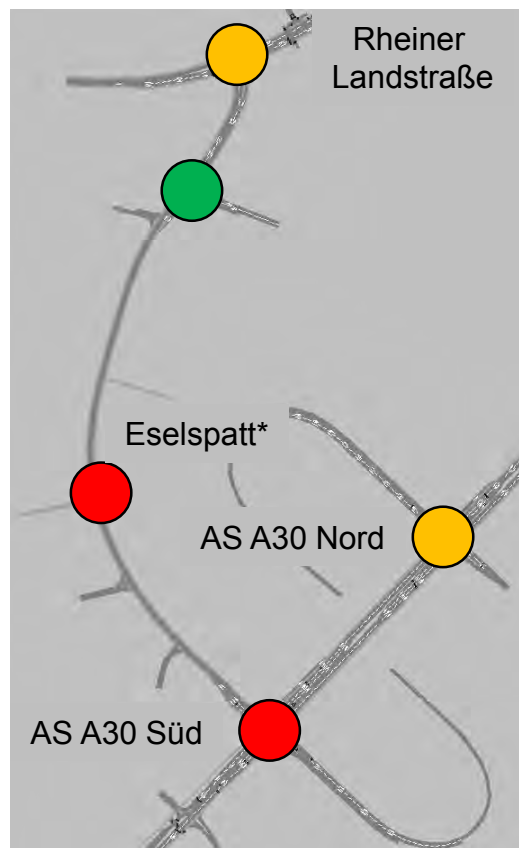 Rheiner
Landstraße
Eselspatt*
AS A30 Nord
AS A30 Süd